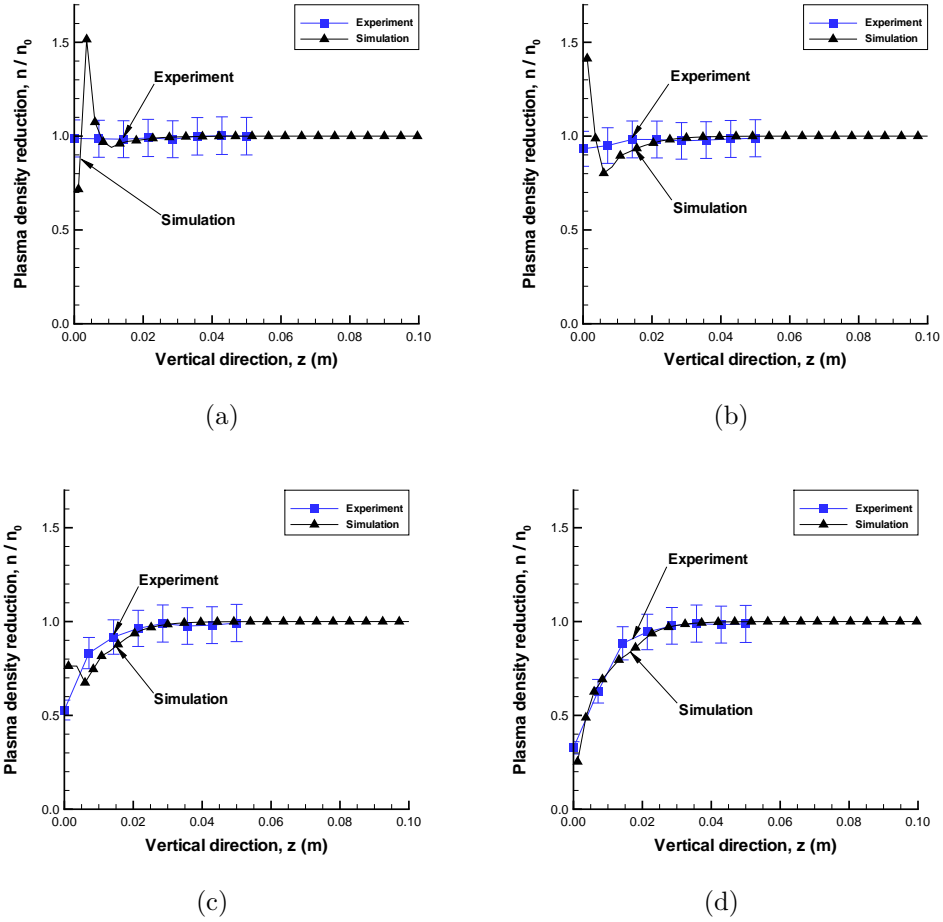 Plasma density reduction, n / n0
1.5
1.0
0.5
0.0
Experiment
Simulation
Experiment
Simulation
0.00 0.02 0.04 0.06 0.08 0.10
Vertical direction, z (m)
(a)
Plasma density reduction, n / n0
1.5
1.0
0.5
0.0
Experiment
Simulation
Experiment
Simulation
0.00 0.02 0.04 0.06 0.08 0.10
Vertical direction, z (m)
(b)
Plasma density reduction, n / n0
1.5
1.0
0.5
0.0
Experiment
Simulation
Experiment
Simulation
0.00 0.02 0.04 0.06 0.08 0.10
Vertical direction, z (m)
(c)
Plasma density reduction, n / n0
1.5
1.0
0.5
0.0
Experiment
Simulation
Experiment
Simulation
0.00 0.02 0.04 0.06 0.08 0.10
Vertical direction, z (m)
(d)